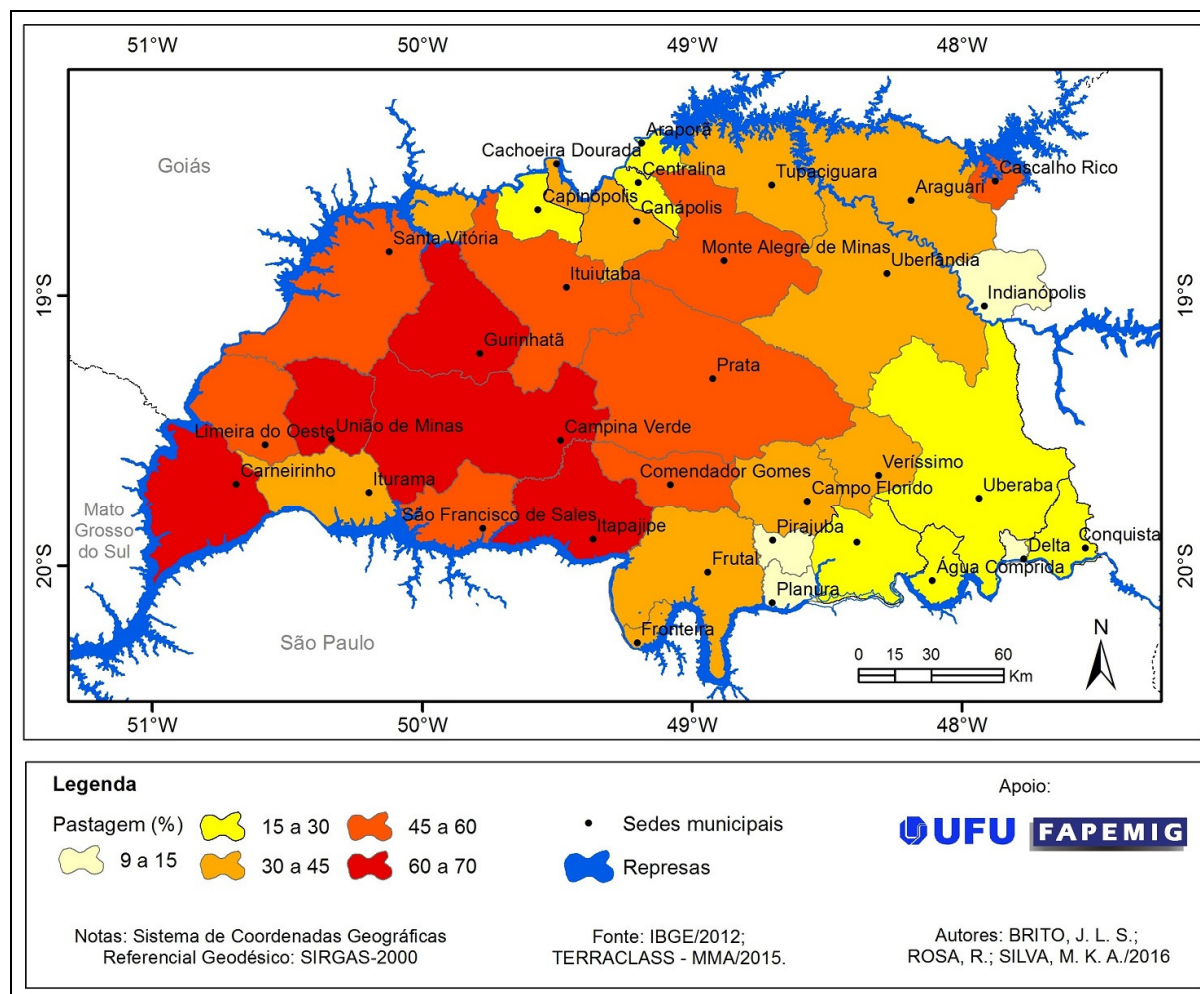 51°W 50°W 49°W 48°W
Goiás
Araporã
Cachoeira Dourada
Centralina
Cascalho Rico
Tupaciguara
Capinópolis
Araguari
Canápolis
Santa Vitória
Monte Alegre de Minas
Uberlândia
Ituiutaba
19°S
19°S
Indianópolis
Gurinhatã
Prata
Limeira do Oeste
União de Minas
Campina Verde
Carneirinho
Iturama
Comendador Gomes
Veríssimo
Campo Florido
Uberaba
Mato
Grosso
do Sul
São Francisco de Sales
Itapajipe
Pirajuba
Conquista
Delta
20°S
20°S
Frutal
Água Comprida
Planura
Fronteira
São Paulo
N
0 15 30 60
Km
51°W 50°W 49°W 48°W
Legenda
Pastagem (%)
9 a 15
15 a 30
30 a 45
45 a 60
60 a 70
Sedes municipais
Represas
Apoio:
UFU FAPEMIG
Notas: Sistema de Coordenadas Geográficas
Referencial Geodésico: SIRGAS-2000
Fonte: IBGE/2012;
TERRACLASS - MMA/2015.
Autores: BRITO, J. L. S.;
ROSA, R.; SILVA, M. K. A./2016